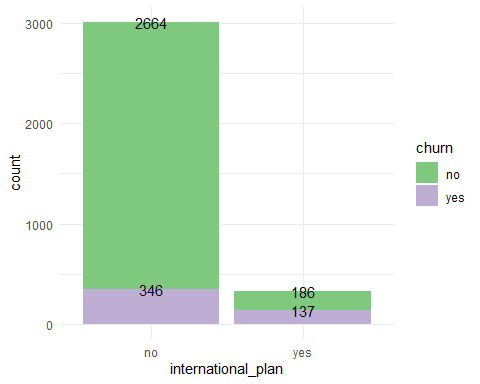 3000
2000
1000
0
count
2664
346
186
137
no
yes
international_plan
churn
no
yes